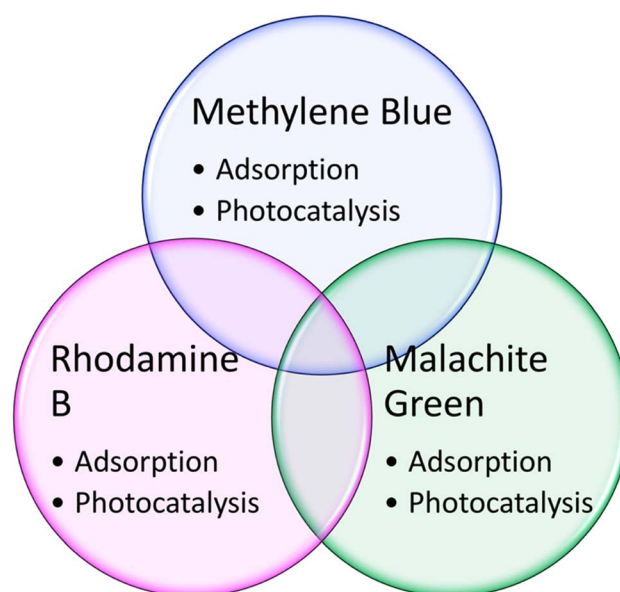 Methylene Blue
• Adsorption
• Photocatalysis
Rhodamine
B
• Adsorption
• Photocatalysis
Malachite
Green
• Adsorption
• Photocatalysis